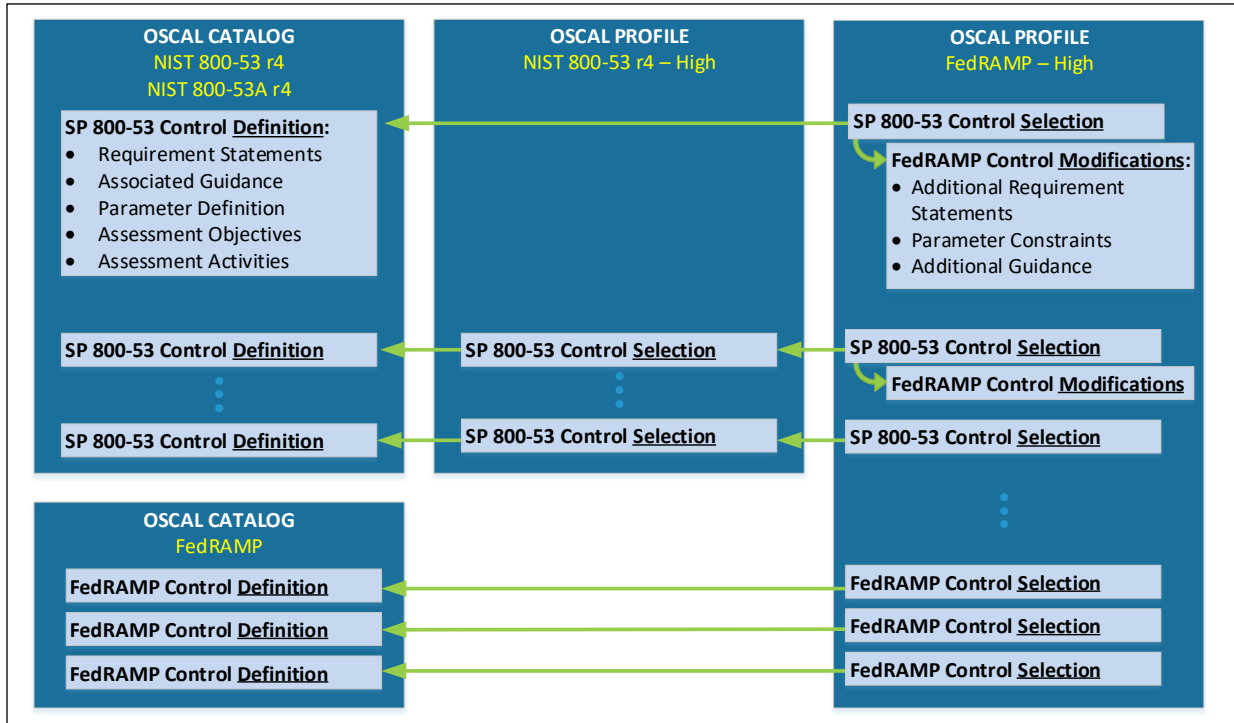 OSCAL CATALOG
NIST 800-53 r4
NIST 800-53A r4
SP 800-53 Control Definition:
• Requirement Statements
• Associated Guidance
• Parameter Definition
• Assessment Objectives
• Assessment Activities
SP 800-53 Control Definition
SP 800-53 Control Definition
OSCAL PROFILE
NIST 800-53 r4 – High
SP 800-53 Control Selection
SP 800-53 Control Selection
OSCAL PROFILE
FedRAMP – High
SP 800-53 Control Selection
FedRAMP Control Modifications:
• Additional Requirement
Statements
• Parameter Constraints
• Additional Guidance
SP 800-53 Control Selection
FedRAMP Control Modifications
SP 800-53 Control Selection
FedRAMP Control Selection
FedRAMP Control Selection
FedRAMP Control Selection
OSCAL CATALOG
FedRAMP
FedRAMP Control Definition
FedRAMP Control Definition
FedRAMP Control Definition